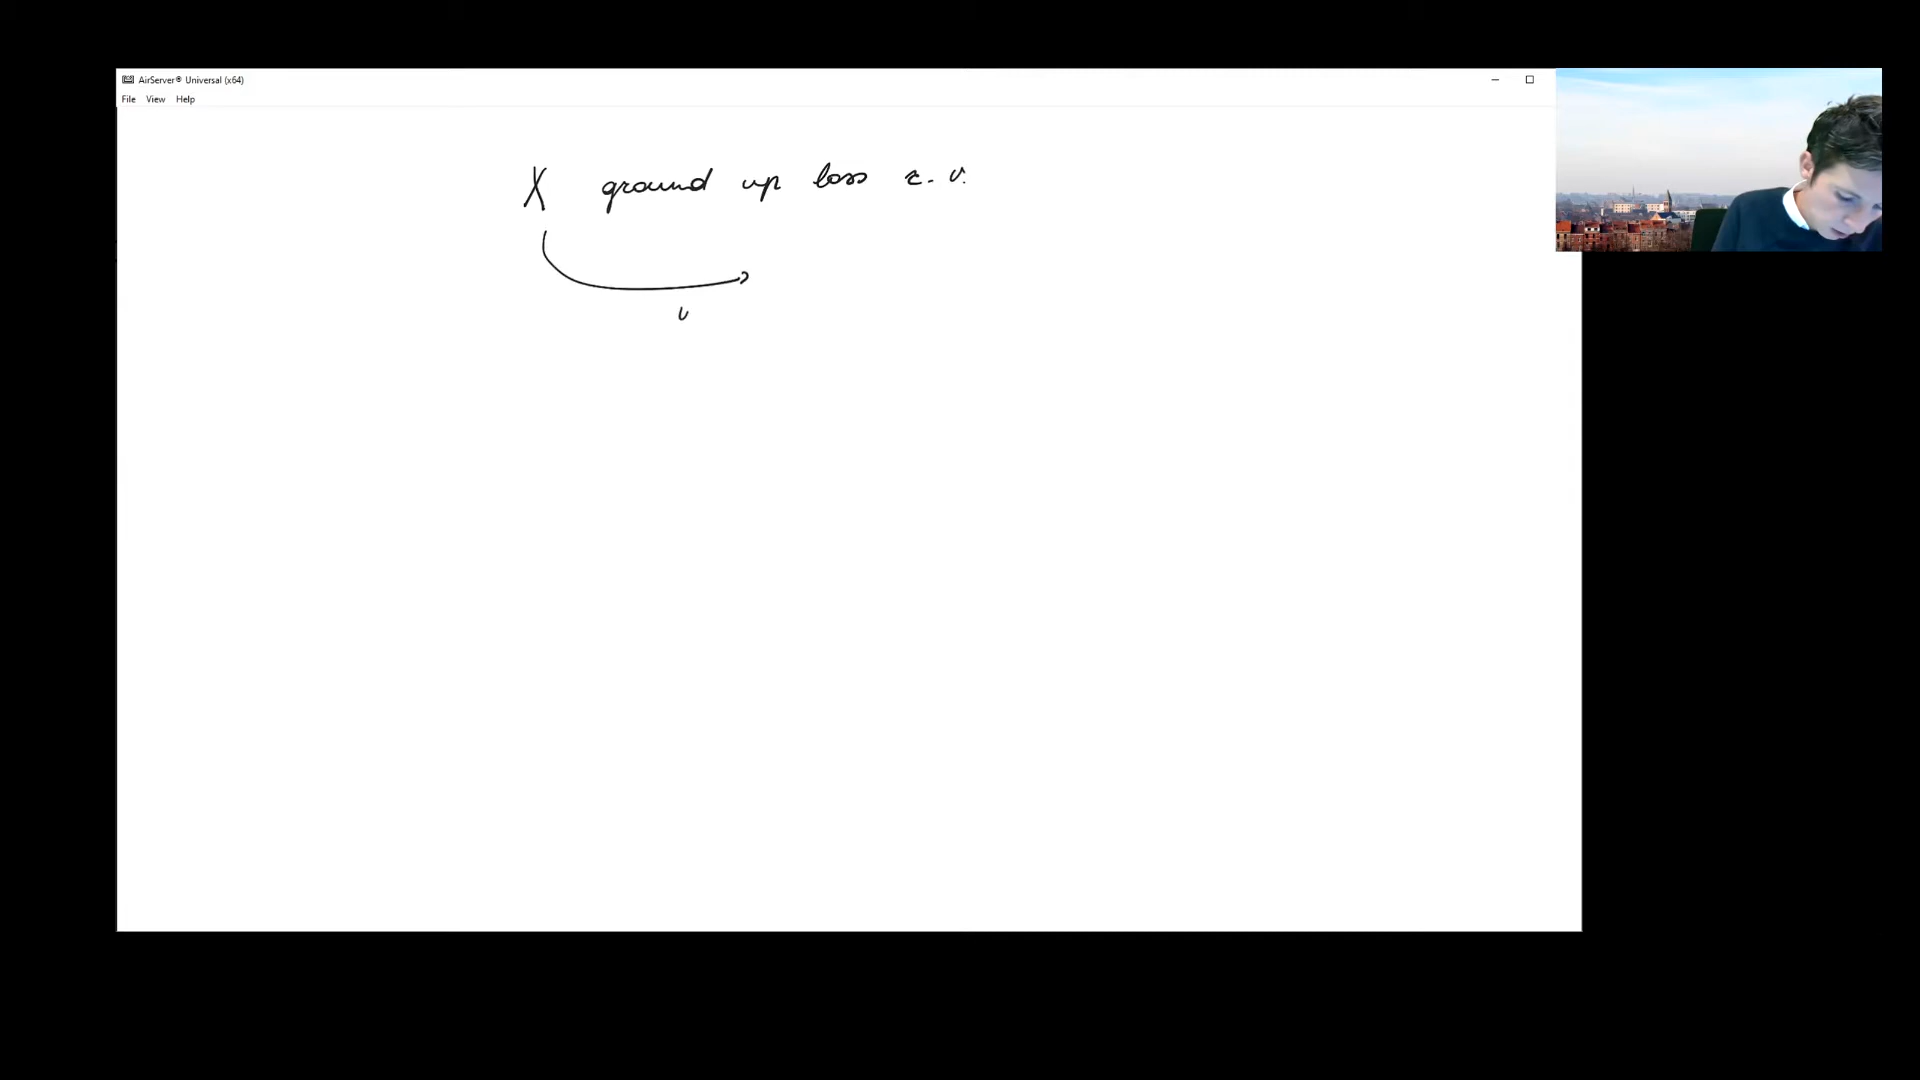 AirServer® Universal (x64)
File View Help
X ground up loss r.v.
u